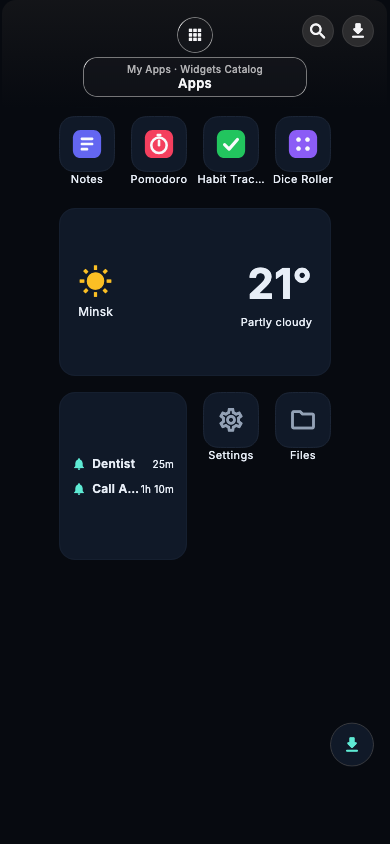 My Apps · Widgets Catalog
Apps
Notes
Pomodoro
Habit Trac...
Dice Roller
21°
Minsk
Partly cloudy
Dentist 25m
Call A... 1h 10m
Settings
Files